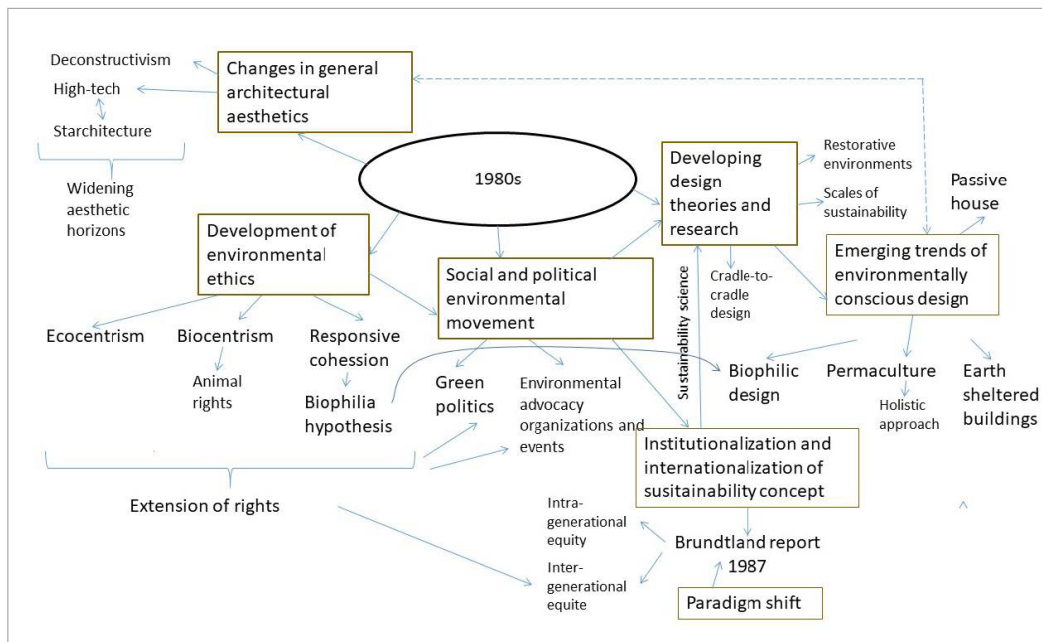 Deconstructivism
High-tech
Starchitecture
Widening
aesthetic
horizons
Changes in general
architectural
aesthetics
1980s
Developing
design
theories and
research
Restorative
environments
Scales of
sustainability
Passive
house
Development of
environmental
ethics
Social and political
environmental
movement
Sustainability science
Cradle-to-
cradle design
Emerging trends of
environmentally
conscious design
Ecocentrism
Biocentrism
Animal
rights
Responsive
cohession
Biophilia
hypothesis
Green
politics
Environmental
advocacy
organizations and
events
Biophilic
design
Permaculture
Holistic
approach
Earth
sheltered
buildings
Extension of rights
Institutionalization and
internationalization of
susitainability concept
Intra-
generational
equity
Inter-
generational
equite
Brundtland report
1987
Paradigm shift